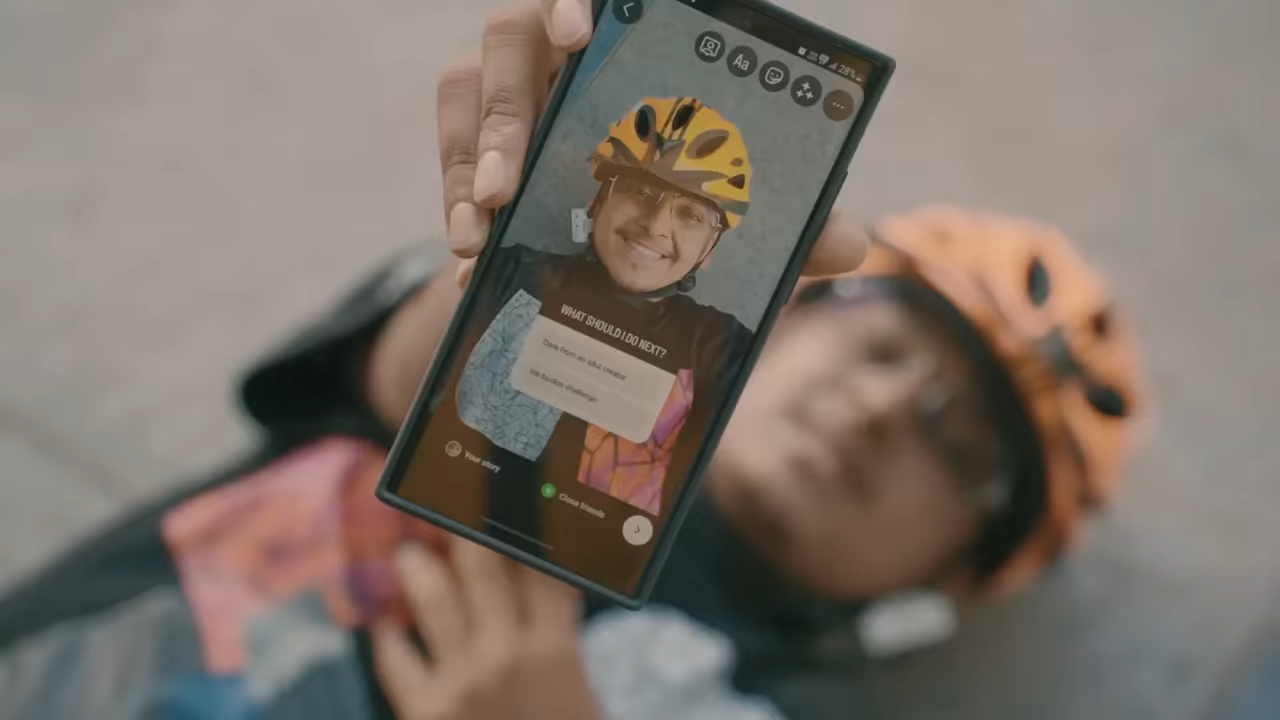 28%
Aa
WHAT SHOULD I DO NEXT?
Dare from an idiot creator
Ice bucket challenge
Your story
Close friends